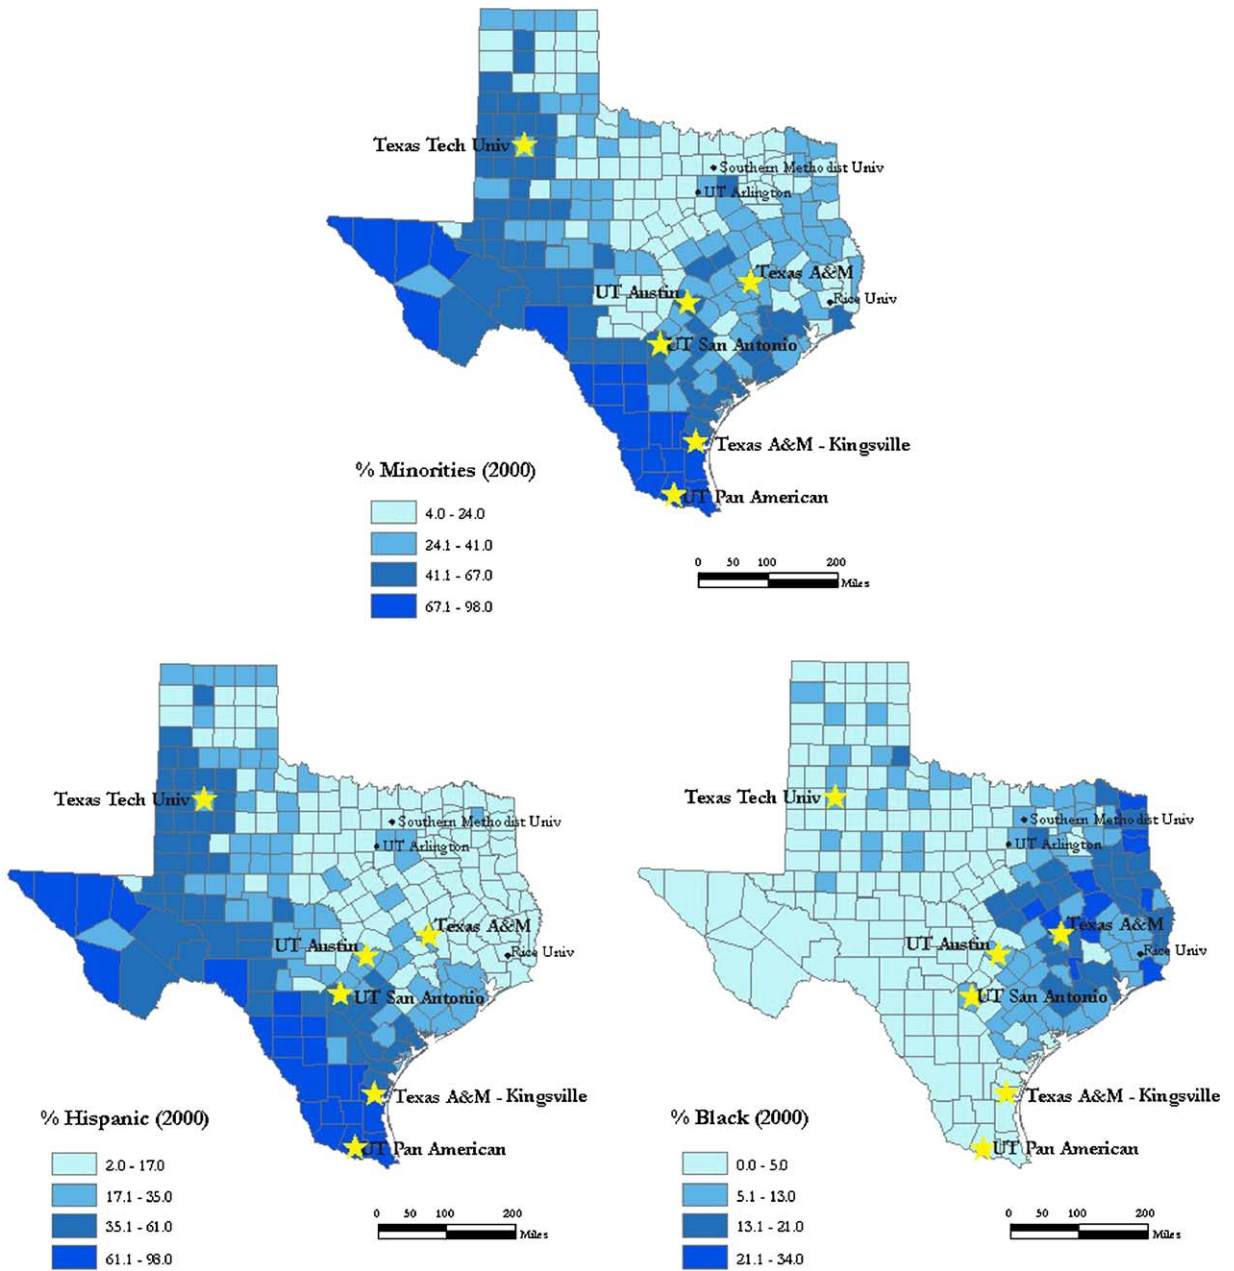 Texas Tech Univ
Southern Methodist Univ
UT Arlington
Texas A&M
UT Austin
Rice Univ
UT San Antonio
Texas A&M - Kingsville
% Minorities (2000)
UT Pan American
4.0 - 24.0
24.1 - 41.0
41.1 - 67.0
67.1 - 98.0
0 50 100 200
Miles
Texas Tech Univ
Southern Methodist Univ
UT Arlington
Texas A&M
UT Austin
Rice Univ
UT San Antonio
Texas A&M - Kingsville
% Hispanic (2000)
UT Pan American
2.0 - 17.0
17.1 - 35.0
35.1 - 61.0
61.1 - 98.0
0 50 100 200
Miles
Texas Tech Univ
Southern Methodist Univ
UT Arlington
Texas A&M
UT Austin
Rice Univ
UT San Antonio
Texas A&M - Kingsville
% Black (2000)
UT Pan American
0.0 - 5.0
5.1 - 13.0
13.1 - 21.0
21.1 - 34.0
0 50 100 200
Miles